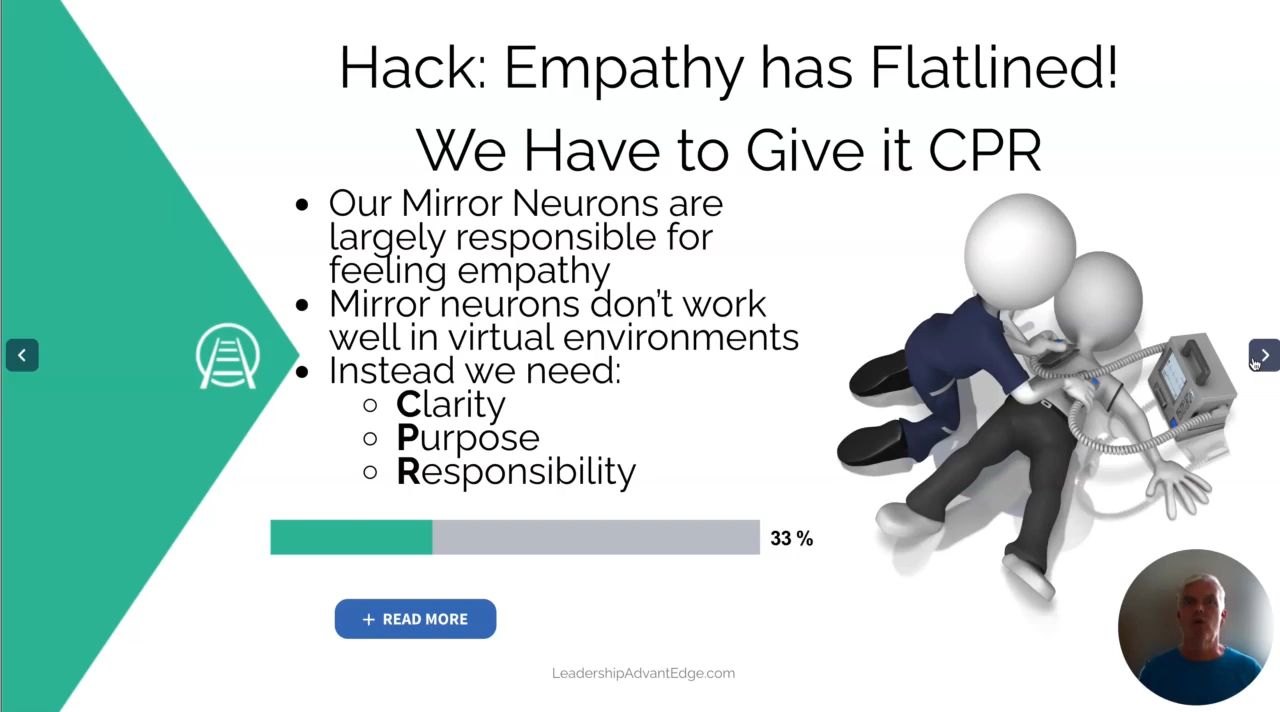 Hack: Empathy has Flatlined!
We Have to Give it CPR
Our Mirror Neurons are
largely responsible for
feeling empathy
Mirror neurons don't work
well in virtual environments
Instead we need:
Clarity
Purpose
Responsibility
33 %
+ READ MORE
LeadershipAdvantEdge.com